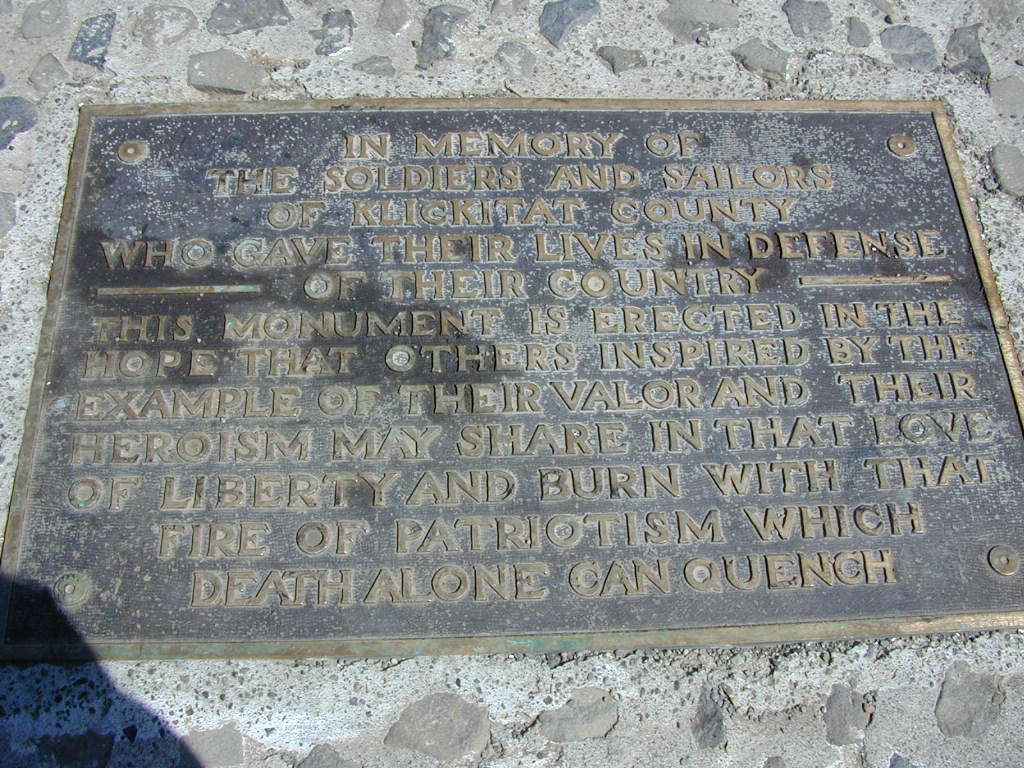 IN MEMORY OF
THE SOLDIERS AND SAILORS
OF KLICKITAT COUNTY
WHO GAVE THEIR LIVES IN DEFENSE
OF THEIR COUNTRY
THIS MONUMENT IS ERECTED IN THE
HOPE THAT OTHERS INSPIRED BY THE
EXAMPLE OF THEIR VALOR AND THEIR
HEROISM MAY SHARE IN THAT LOVE
OF LIBERTY AND BURN WITH THAT
FIRE OF PATRIOTISM WHICH
DEATH ALONE CAN QUENCH